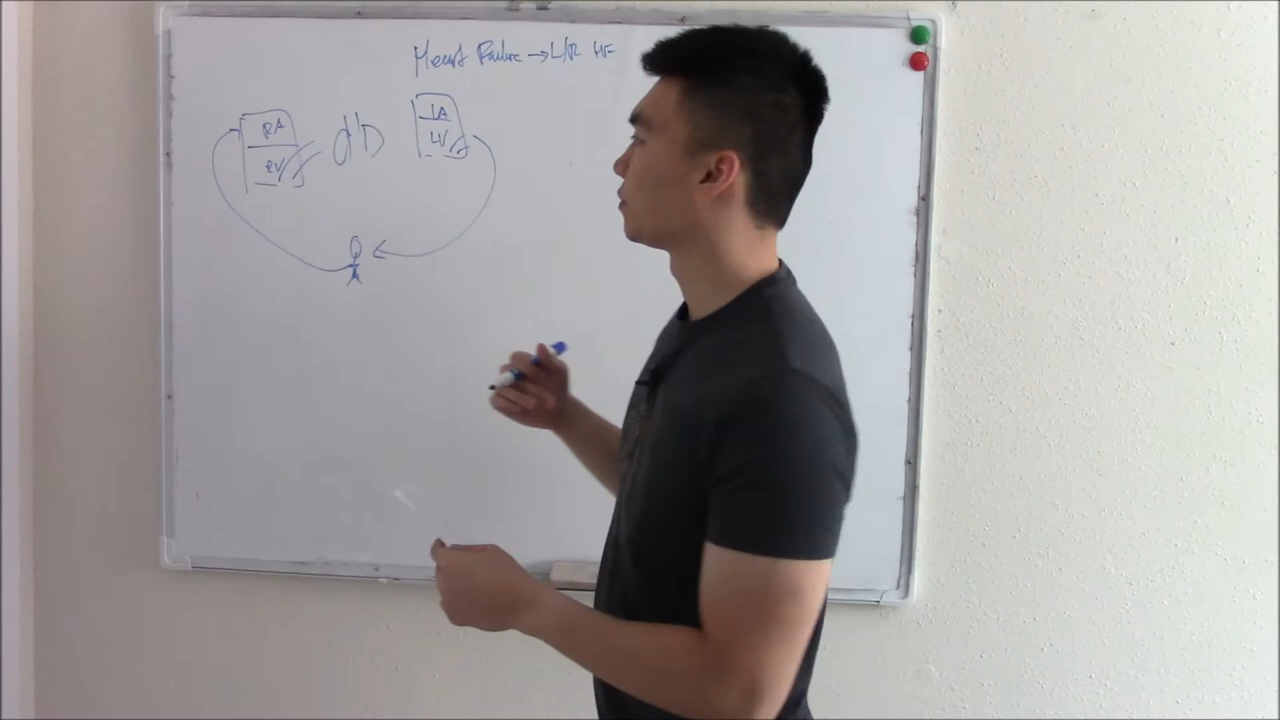 Heart Failure → L/R HF
RA
RV
LA
LV